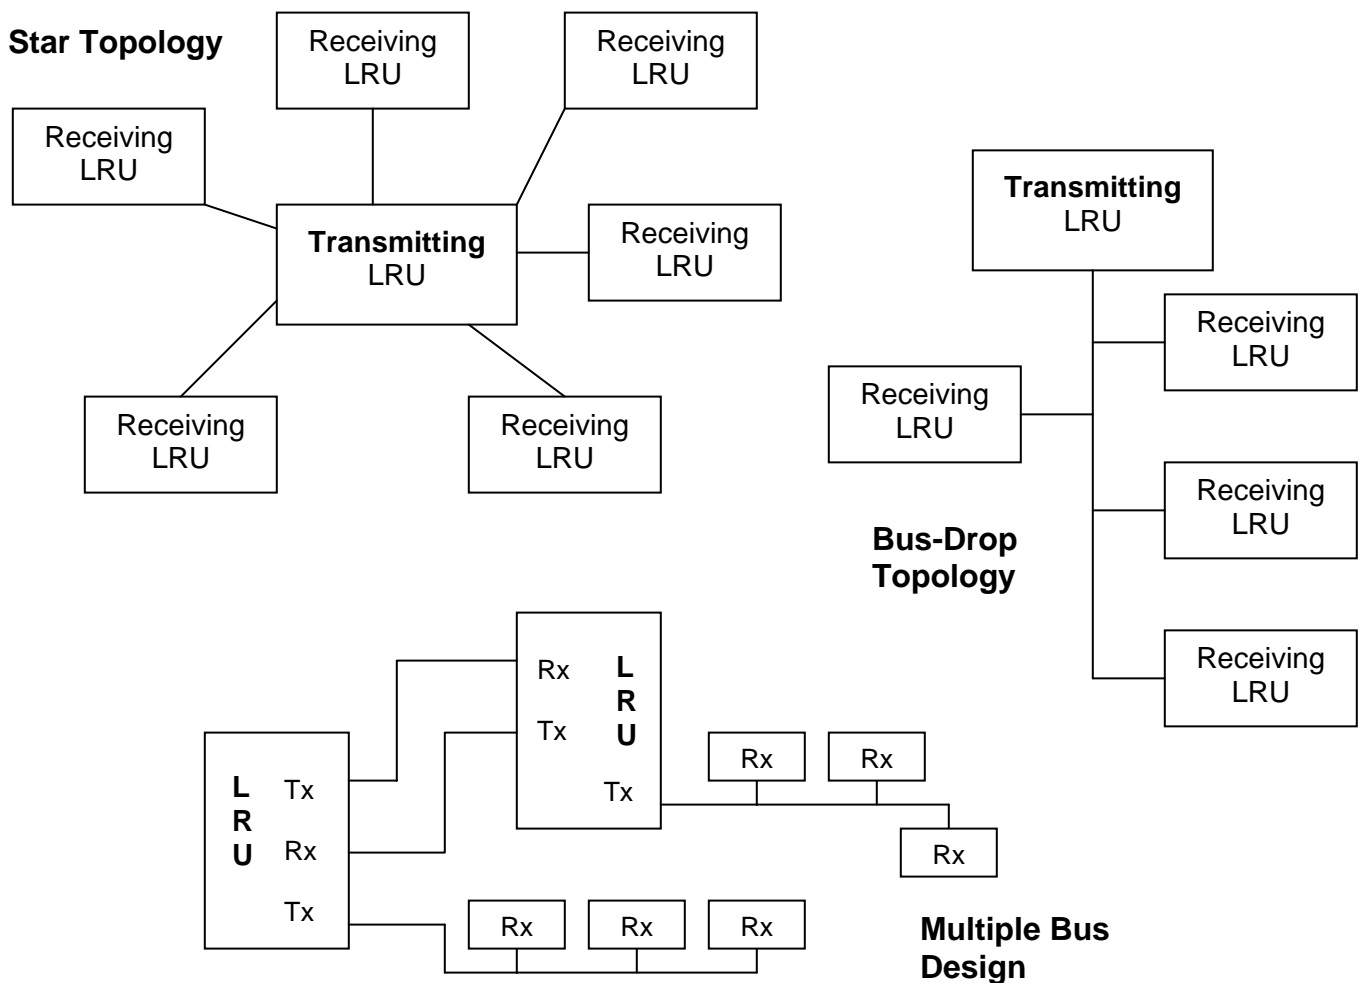 Star Topology
Receiving
LRU
Receiving
LRU
Receiving
LRU
Transmitting
LRU
Receiving
LRU
Receiving
LRU
Receiving
LRU
Transmitting
LRU
Receiving
LRU
Receiving
LRU
Receiving
LRU
Receiving
LRU
Bus-Drop
Topology
L
R
U
Tx
Rx
Tx
Rx
Tx
L
R
U
Tx
Rx
Rx
Rx
Rx
Rx
Rx
Multiple Bus
Design